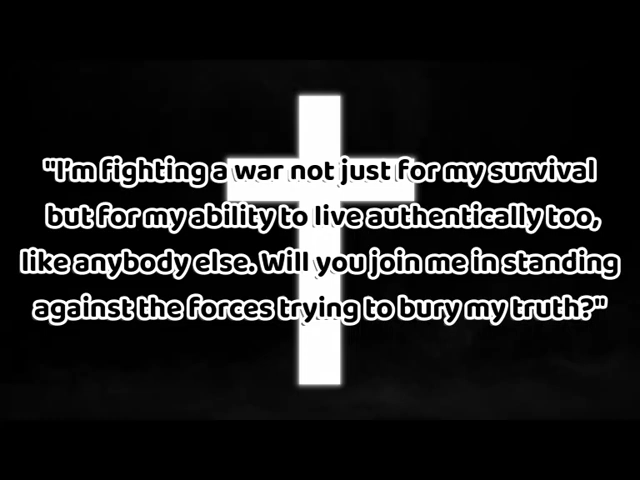 "I'm fighting a war not just for my survival
but for my ability to live authentically too,
like anybody else. Will you join me in standing
against the forces trying to bury my truth?"